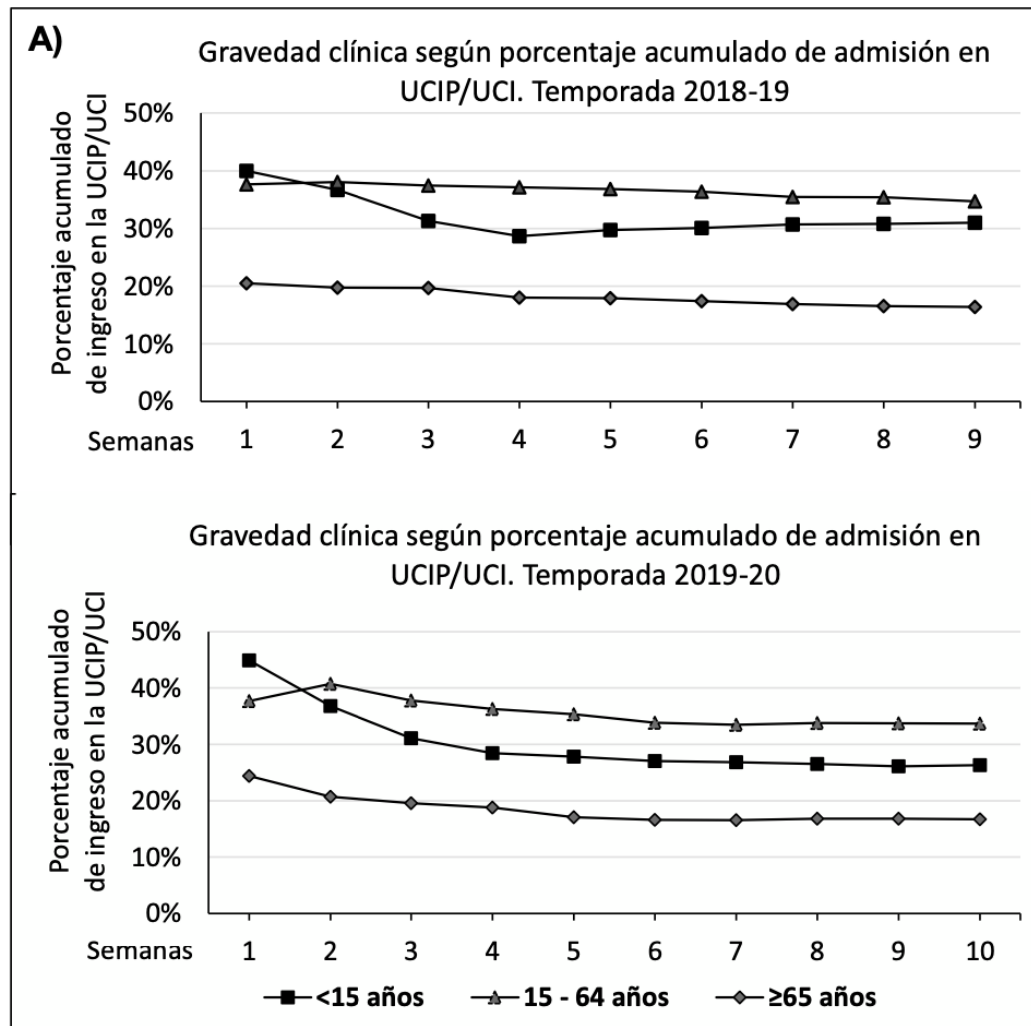 A)
Gravedad clínica según porcentaje acumulado de admisión en
UCIP/UCI. Temporada 2018-19
Porcentaje acumulado
de ingreso en la UCIP/UCI
50%
40%
30%
20%
10%
0%
Semanas 1 2 3 4 5 6 7 8 9
Gravedad clínica según porcentaje acumulado de admisión en
UCIP/UCI. Temporada 2019-20
Porcentaje acumulado
de ingreso en la UCIP/UCI
50%
40%
30%
20%
10%
0%
Semanas 1 2 3 4 5 6 7 8 9 10
<15 años 15 - 64 años ≥65 años